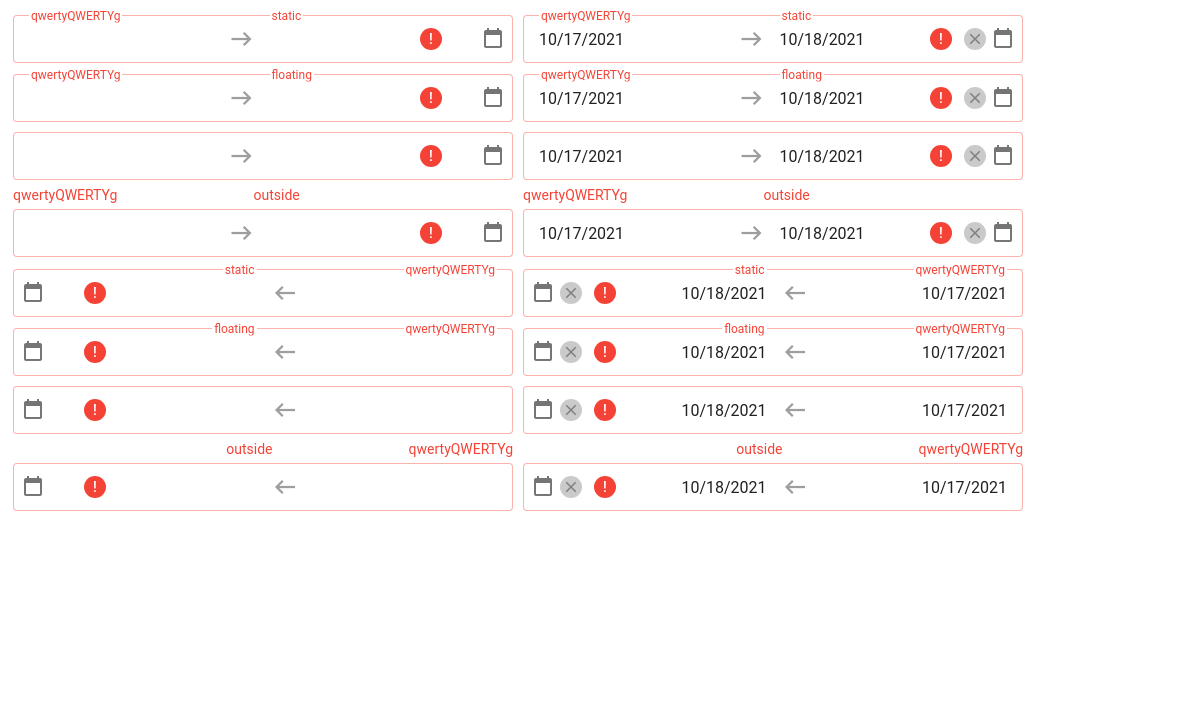 qwertyQWERTYg static qwertyQWERTYg static
10/17/2021 10/18/2021
qwertyQWERTYg floating qwertyQWERTYg floating
10/17/2021 10/18/2021
10/17/2021 10/18/2021
qwertyQWERTYg outside qwertyQWERTYg outside
10/17/2021 10/18/2021
static qwertyQWERTYg static qwertyQWERTYg
10/18/2021 10/17/2021
floating qwertyQWERTYg floating qwertyQWERTYg
10/18/2021 10/17/2021
10/18/2021 10/17/2021
outside qwertyQWERTYg outside qwertyQWERTYg
10/18/2021 10/17/2021